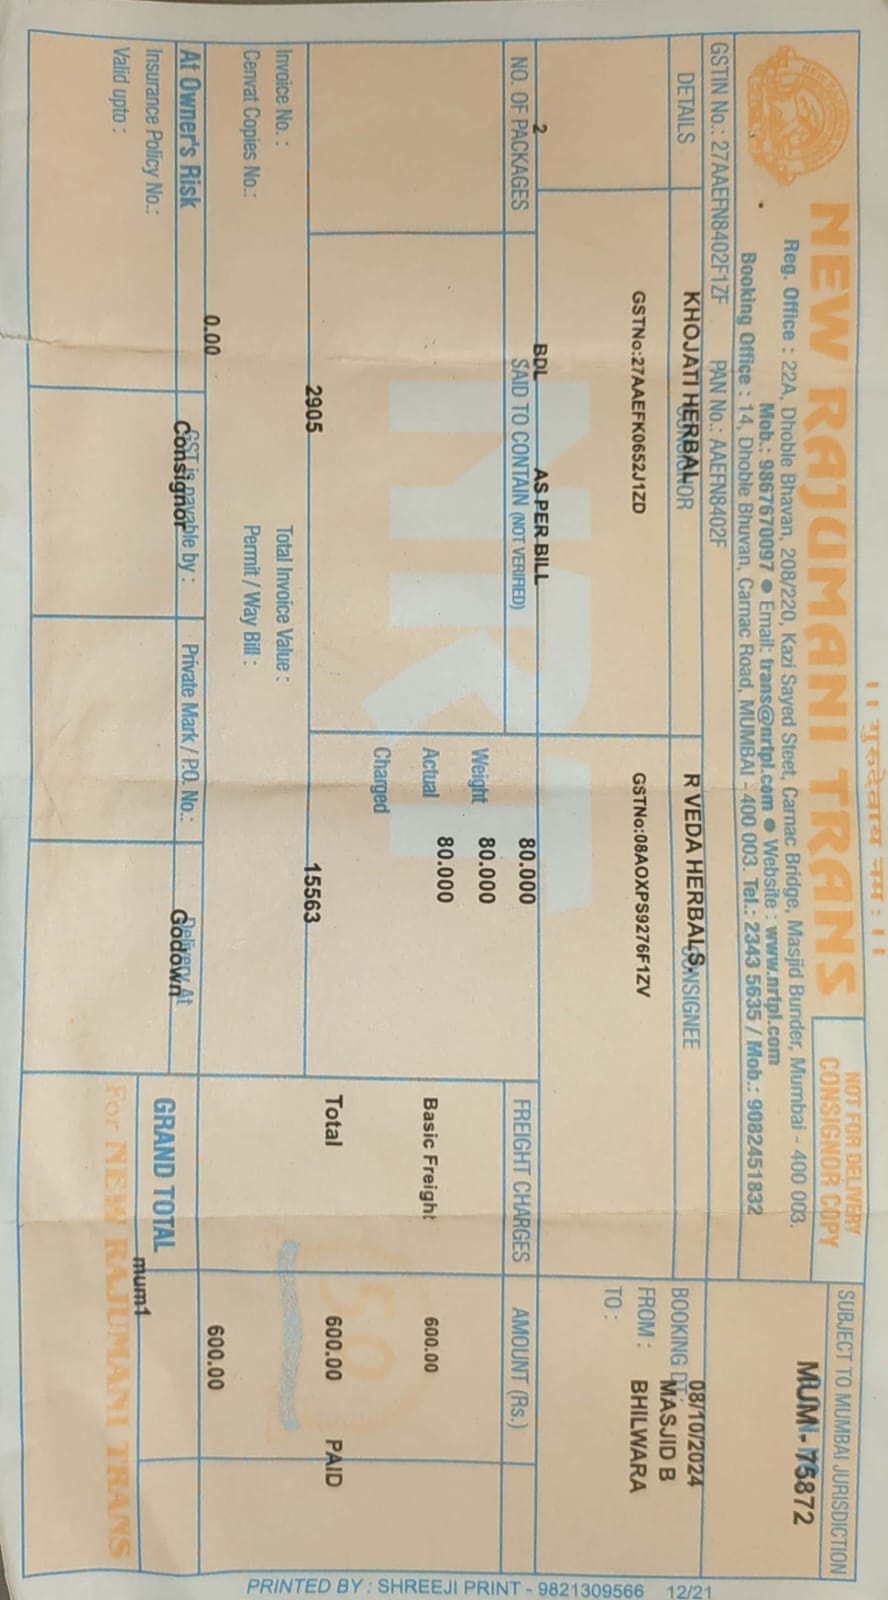 ।। गुरुदेवाय नमः ।।
NEW RAJUMANI TRANS
NOT FOR DELIVERY
CONSIGNOR COPY
SUBJECT TO MUMBAI JURISDICTION
MUM - 75872
Reg. Office : 22A, Dhoble Bhavan, 208/220, Kazi Sayed Steet, Carnac Bridge, Masjid Bunder, Mumbai - 400 003.
Mob.: 9867670097 ● Email: trans@nrtpl.com ● Website : www.nrtpl.com
Booking Office : 14, Dhoble Bhuvan, Carnac Road, MUMBAI - 400 003. Tel.: 2343 5635 / Mob.: 9082451832
GSTIN No.: 27AAEFN8402F1ZF PAN No.: AAEFN8402F
DETAILS
KHOJATI HERBAL
GSTNo:27AAEFK0652J1ZD
R VEDA HERBALS.
CONSIGNEE
GSTNo:08AOXPS9276F1ZV
BOOKING DT. 08/10/2024
FROM : MASJID B
TO : BHILWARA
NO. OF PACKAGES
SAID TO CONTAIN (NOT VERIFIED)
FREIGHT CHARGES
AMOUNT (Rs.)
2
BDL AS PER BILL
80.000
Weight 80.000
Actual 80.000
Charged
NRT
Basic Freight 600.00
Total 600.00 PAID
2905
15563
Invoice No. :
Total Invoice Value :
Cenvat Copies No.:
Permit / Way Bill :
0.00
600.00
At Owner's Risk
Insurance Policy No.:
Valid upto :
GST is payable by :
Consignor
Private Mark / P.O. No.:
Delivery At
Godown
GRAND TOTAL
mum1
For NEW RAJUMANI TRANS
PRINTED BY : SHREEJI PRINT - 9821309566 12/21